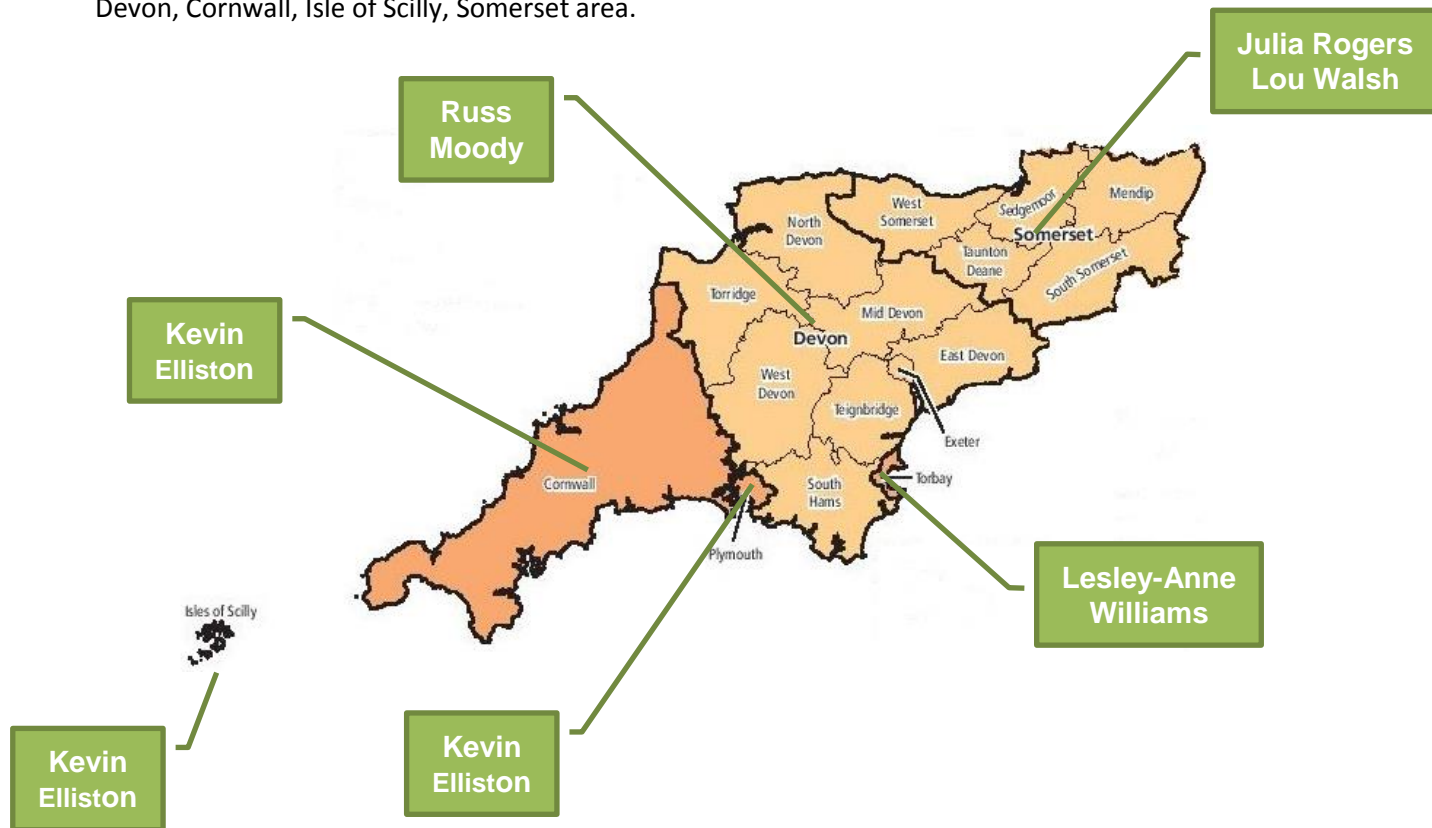 Devon, Cornwall, Isle of Scilly, Somerset area.
Julia Rogers
Lou Walsh
Russ
Moody
Mendip
Sedgemoor
West
Somerset
North
Devon
Somerset
Taunton
Deane
South Somerset
Torridge
Mid Devon
Kevin
Elliston
Devon
East Devon
West
Devon
Teignbridge
Exeter
Cornwall
South
Hams
Torbay
Plymouth
Lesley-Anne
Williams
Isles of Scilly
Kevin
Elliston
Kevin
Elliston